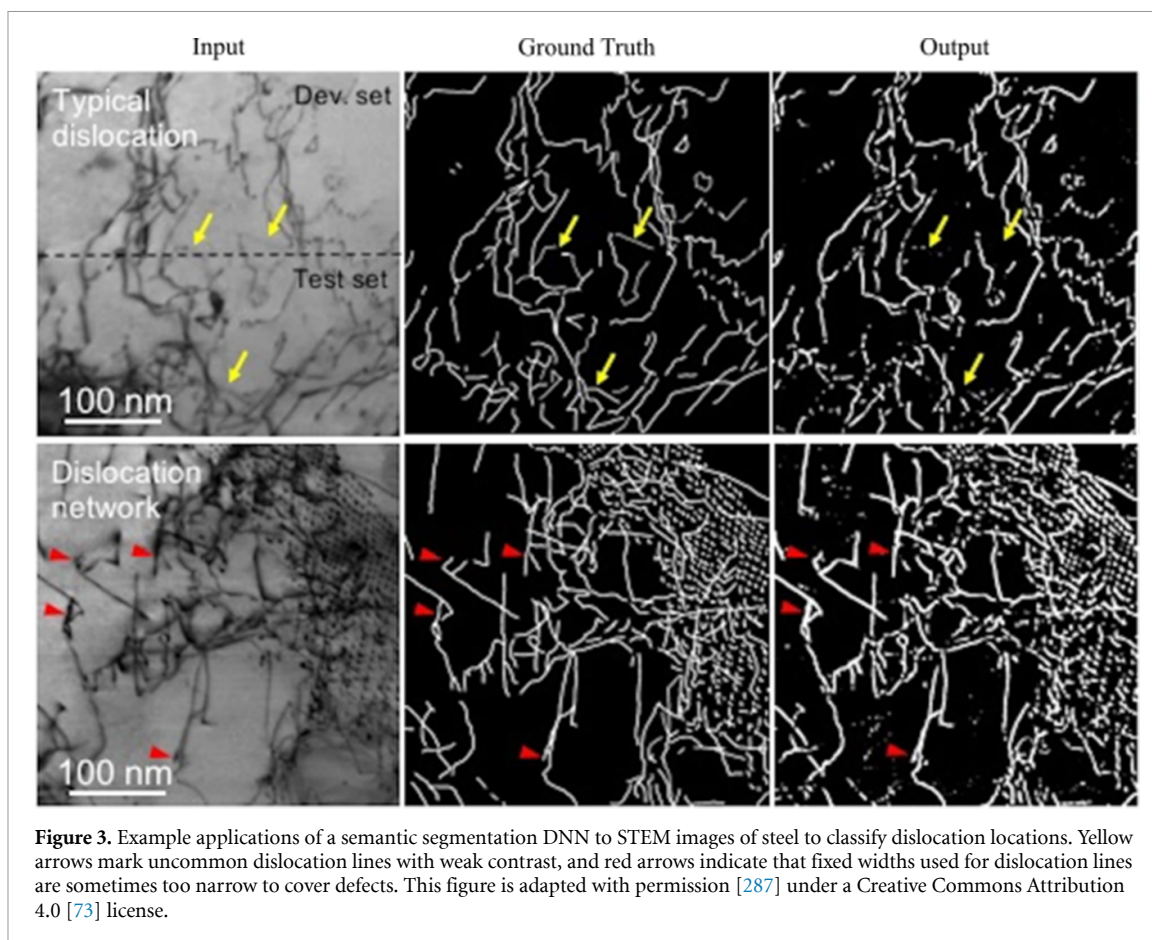 Input Ground Truth Output
Typical
dislocation
Dev. set
Test set
100 nm
Dislocation
network
100 nm
Figure 3. Example applications of a semantic segmentation DNN to STEM images of steel to classify dislocation locations. Yellow
arrows mark uncommon dislocation lines with weak contrast, and red arrows indicate that fixed widths used for dislocation lines
are sometimes too narrow to cover defects. This figure is adapted with permission [287] under a Creative Commons Attribution
4.0 [73] license.